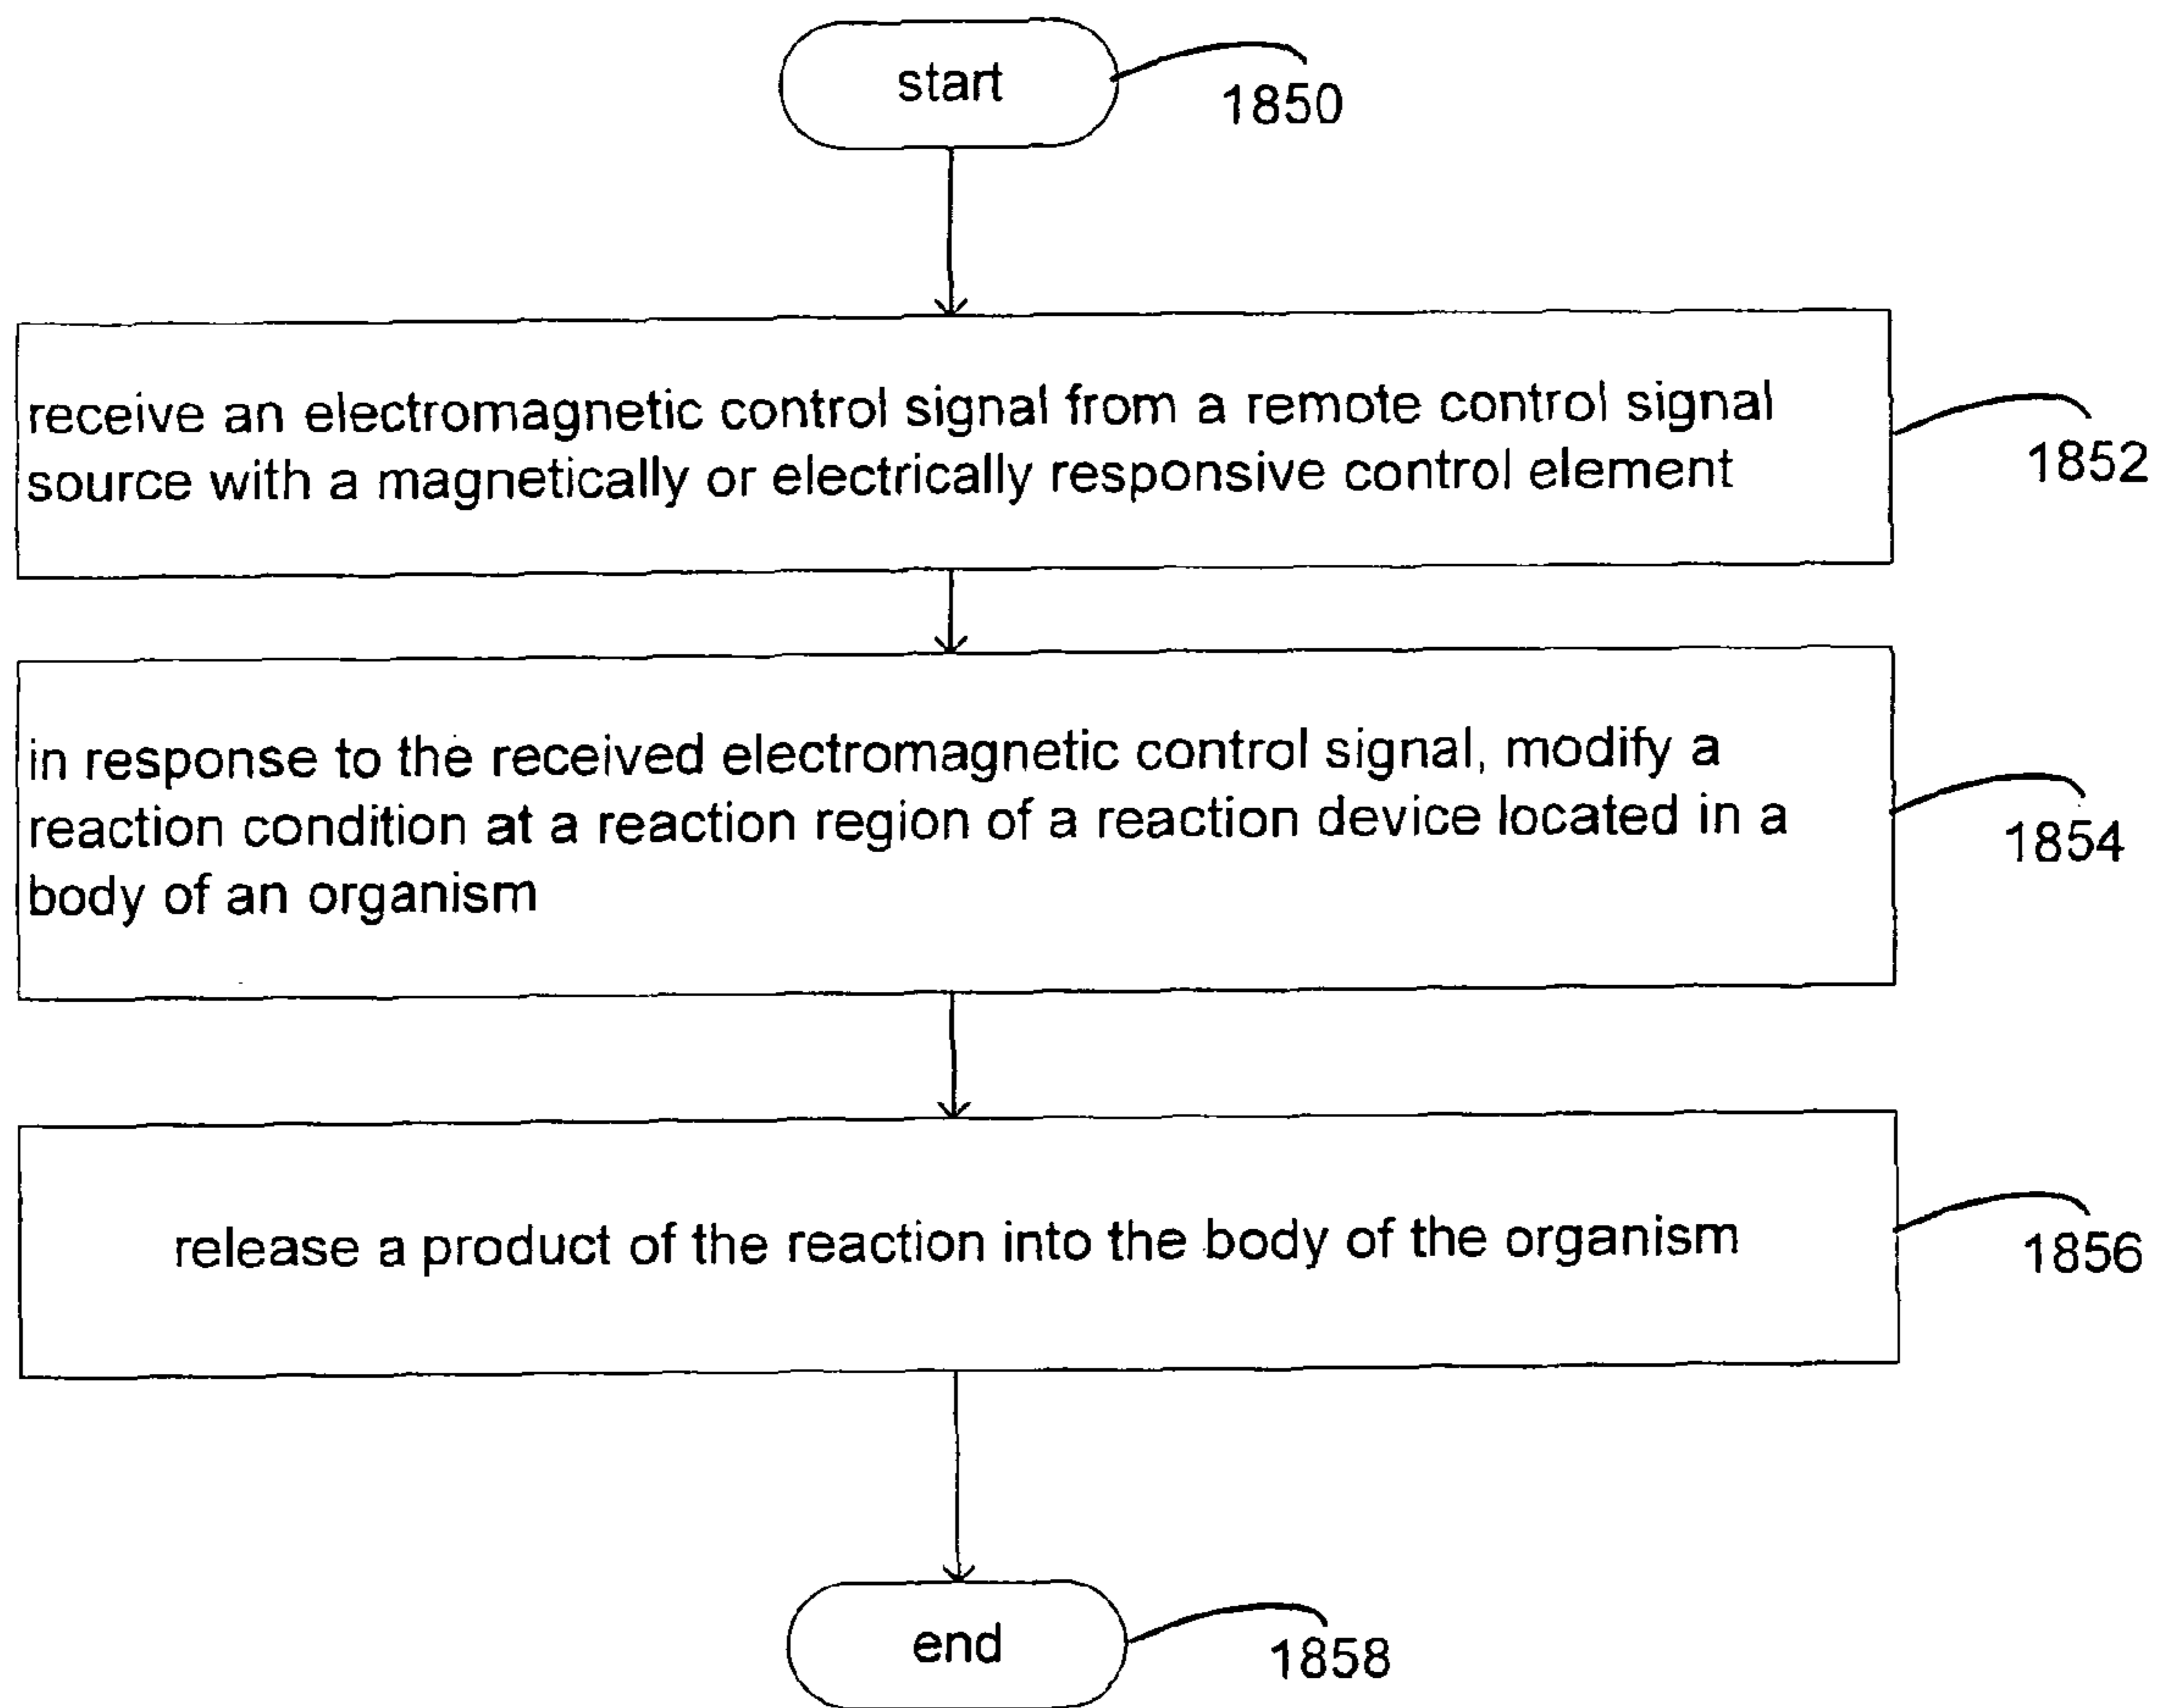 start
1850
receive an electromagnetic control signal from a remote control signal
source with a magnetically or electrically responsive control element
1852
in response to the received electromagnetic control signal, modify a
reaction condition at a reaction region of a reaction device located in a
body of an organism
1854
release a product of the reaction into the body of the organism
1856
end
1858